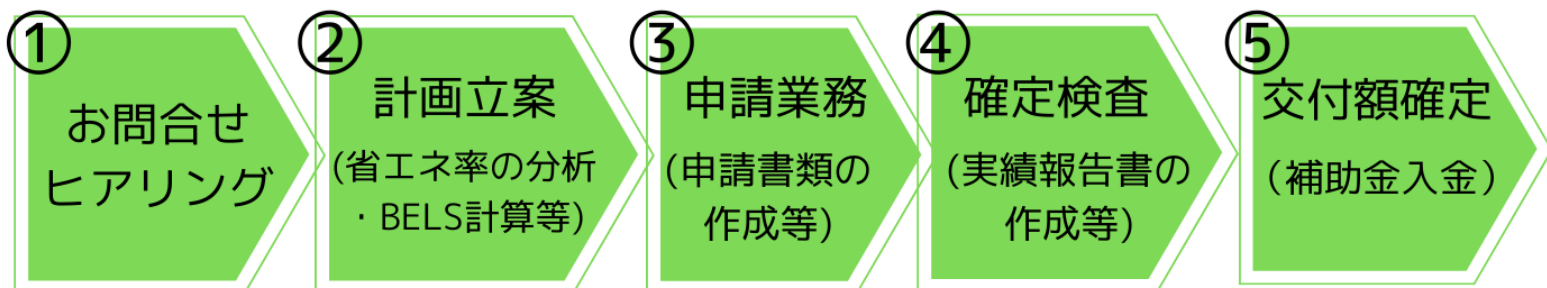 ①
お問合せ
ヒアリング
②
計画立案
(省エネ率の分析
・BELS計算等)
③
申請業務
(申請書類の
作成等)
④
確定検査
(実績報告書の
作成等)
⑤
交付額確定
（補助金入金）